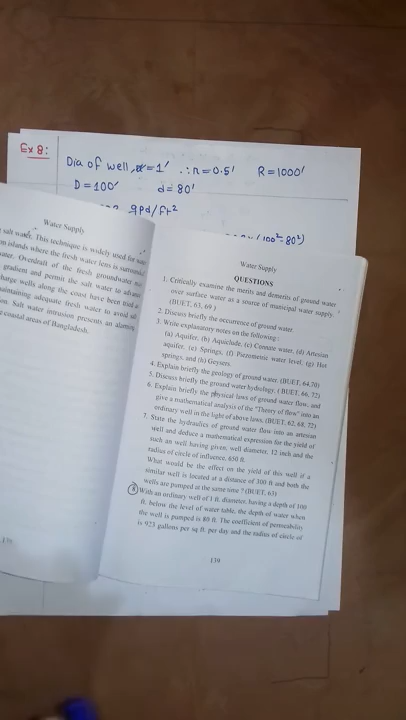 Ex 8:
Dia of well = 1' ∴ r = 0.5' R = 1000'
D = 100' d = 80'
gpd/ft²
(100²-80²)
Water Supply
salt water. This technique is widely used for
islands where the fresh water lens is
Overdraft of the fresh groundwater
gradient and permit the salt water to
wells along the coast have been tried
maintaining adequate fresh water to avoid
Salt water intrusion presents an alarming
coastal areas of Bangladesh.
Water Supply
QUESTIONS
1. Critically examine the merits and demerits of ground water
over surface water as a source of municipal water supply.
(BUET, 63, 69)
2. Discuss briefly the occurrence of ground water.
3. Write explanatory notes on the following :
(a) Aquifer, (b) Aquiclude, (c) Connate water, (d) Artesian
aquifer, (e) Springs, (f) Piezometric water level, (g) Hot
springs, and (h) Geysers.
4. Explain briefly the geology of ground water. (BUET, 64,70)
5. Discuss briefly the ground water hydrology. (BUET, 66, 72)
6. Explain briefly the physical laws of ground water flow, and
give a mathematical analysis of the "Theory of flow" into an
ordinary well in the light of above laws. (BUET, 62, 68, 72)
7. State the hydraulics of ground water flow into an artesian
well and deduce a mathematical expression for the yield of
such an well having given, well diameter, 12 inch and the
radius of circle of influence, 650 ft.
What would be the effect on the yield of this well if a
similar well is located at a distance of 300 ft and both the
wells are pumped at the same time ? (BUET, 63)
8. With an ordinary well of 1 ft. diameter, having a depth of 100
ft. below the level of water table, the depth of water when
the well is pumped is 80 ft. The coefficient of permeability
is 923 gallons per sq ft. per day and the radius of circle of
139